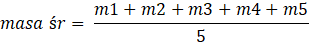 masa śr = (m1 + m2 + m3 + m4 + m5) / 5